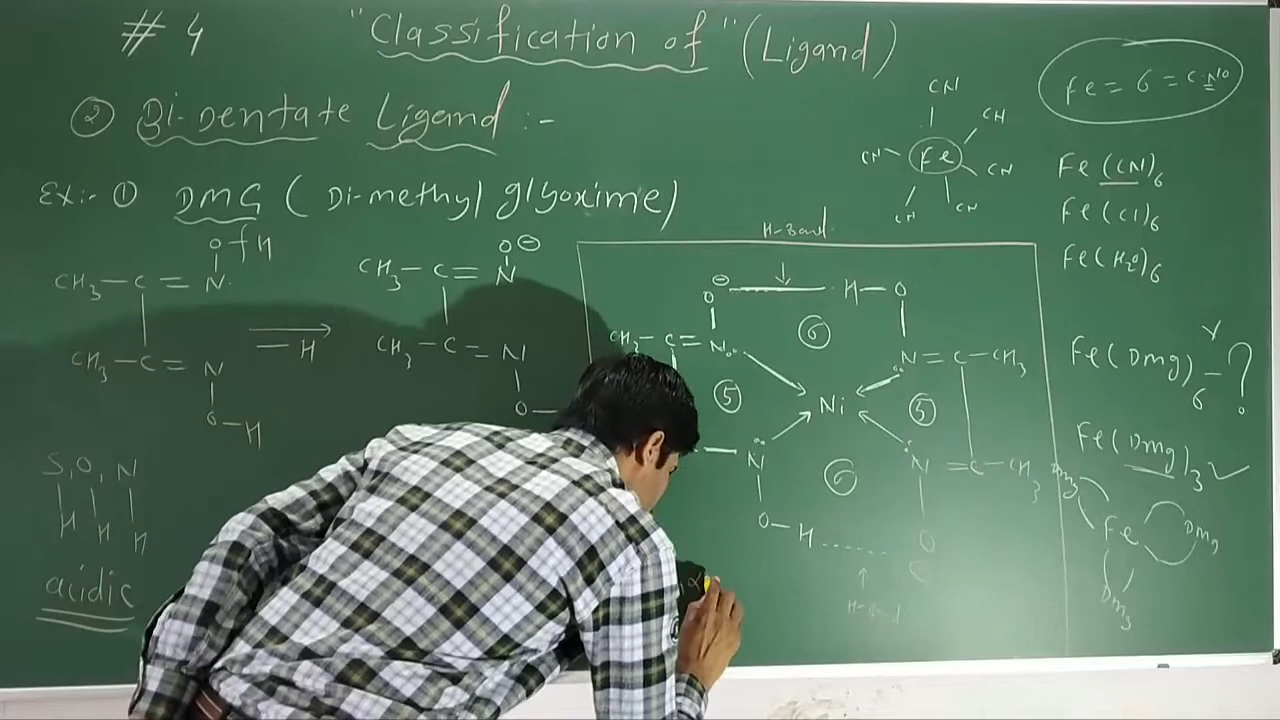 # 4 "Classification of" (Ligand)
② Bi-Dentate Ligand :-
Ex:- ① DMG ( Di-methyl glyoxime)
O H
CH3 - C = N
CH3 - C = N
O - H
- H
O ⊖
CH3 - C = N
CH3 - C = N
O -
S, O, N
H H H
acidic
H-Bond
⊖
O H - O
CH3 - C = N N = C - CH3
⑥
⑤ Ni ⑤
N N = C - CH3
⑥
O - H O
H-Bond
CN
CN
CN Fe CN
CN CN
Fe = 6 = C.No
Fe (CN)6
Fe (Cl)6
Fe (H2O)6
Fe (Dmg)6 - ?
Fe (Dmg)3 ✓
Dmg
Fe Dmg
Dmg